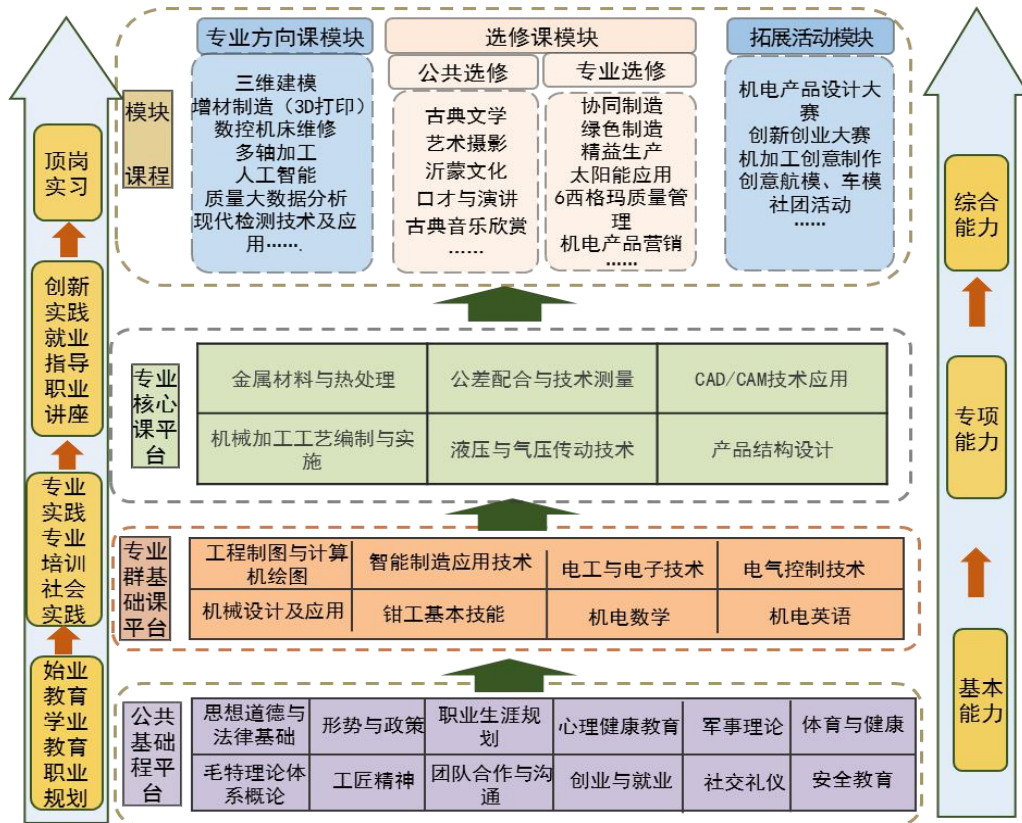 专业方向课模块
选修课模块
拓展活动模块
公共选修
专业选修
模块
课程
三维建模
增材制造（3D打印）
数控机床维修
多轴加工
人工智能
质量大数据分析
现代检测技术及应
用…….
古典文学
艺术摄影
沂蒙文化
口才与演讲
古典音乐欣赏
……
协同制造
绿色制造
精益生产
太阳能应用
6西格玛质量管
理
机电产品营销
……
机电产品设计大
赛
创新创业大赛
机加工创意制作
创意航模、车模
社团活动
……
专业
核心
课平
台
金属材料与热处理
公差配合与技术测量
CAD/CAM技术应用
机械加工工艺编制与实
施
液压与气压传动技术
产品结构设计
专业
群基
础课
平台
工程制图与计算
机绘图
智能制造应用技术
电工与电子技术
电气控制技术
机械设计及应用
钳工基本技能
机电数学
机电英语
公共
基础
程平
台
思想道德与
法律基础
形势与政策
职业生涯规
划
心理健康教育
军事理论
体育与健康
毛特理论体
系概论
工匠精神
团队合作与沟
通
创业与就业
社交礼仪
安全教育
顶岗
实习
创新
实践
就业
指导
职业
讲座
专业
实践
专业
培训
社会
实践
始业
教育
学业
教育
职业
规划
综合
能力
专项
能力
基本
能力